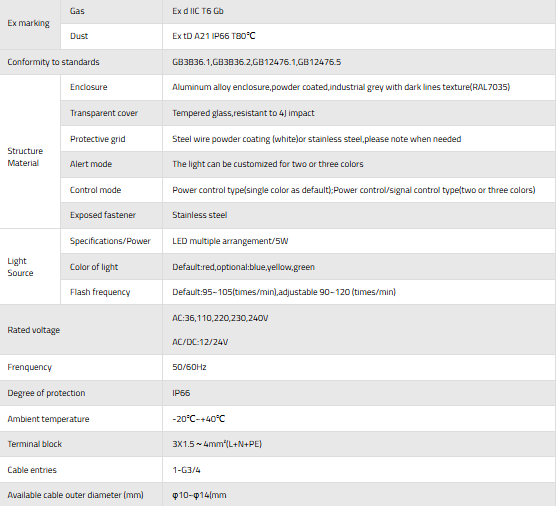 Ex marking
Gas
Ex d IIC T6 Gb
Dust
Ex tD A21 IP66 T80℃
Conformity to standards
GB3836.1,GB3836.2,GB12476.1,GB12476.5
Structure
Material
Enclosure
Aluminum alloy enclosure,powder coated,industrial grey with dark lines texture(RAL7035)
Transparent cover
Tempered glass,resistant to 4J impact
Protective grid
Steel wire powder coating (white)or stainless steel,please note when needed
Alert mode
The light can be customized for two or three colors
Control mode
Power control type(single color as default);Power control/signal control type(two or three colors)
Exposed fastener
Stainless steel
Light
Source
Specifications/Power
LED multiple arrangement/5W
Color of light
Default:red,optional:blue,yellow,green
Flash frequency
Default:95~105(times/min),adjustable 90~120 (times/min)
Rated voltage
AC:36,110,220,230,240V
AC/DC:12/24V
Frenquency
50/60Hz
Degree of protection
IP66
Ambient temperature
-20℃~+40℃
Terminal block
3X1.5～4mm²(L+N+PE)
Cable entries
1-G3/4
Available cable outer diameter (mm)
φ10~φ14(mm